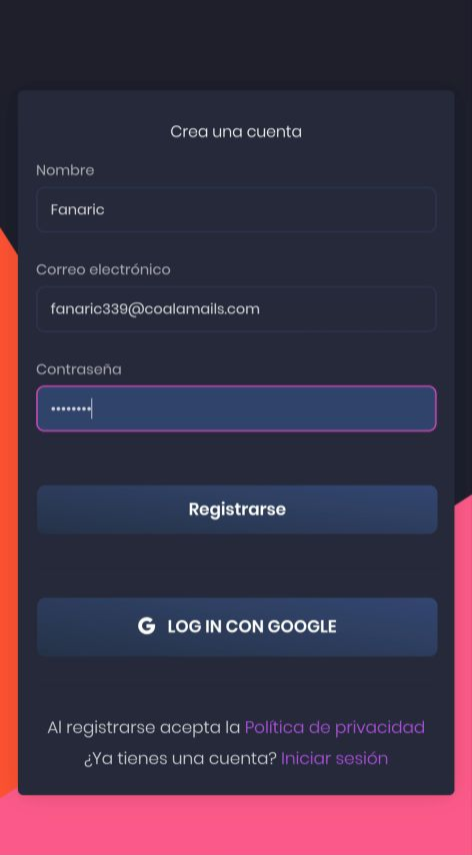 Crea una cuenta
Nombre
Fanaric
Correo electrónico
fanaric339@coalamails.com
Contraseña
••••••••
Registrarse
G LOG IN CON GOOGLE
Al registrarse acepta la Política de privacidad
¿Ya tienes una cuenta? Iniciar sesión